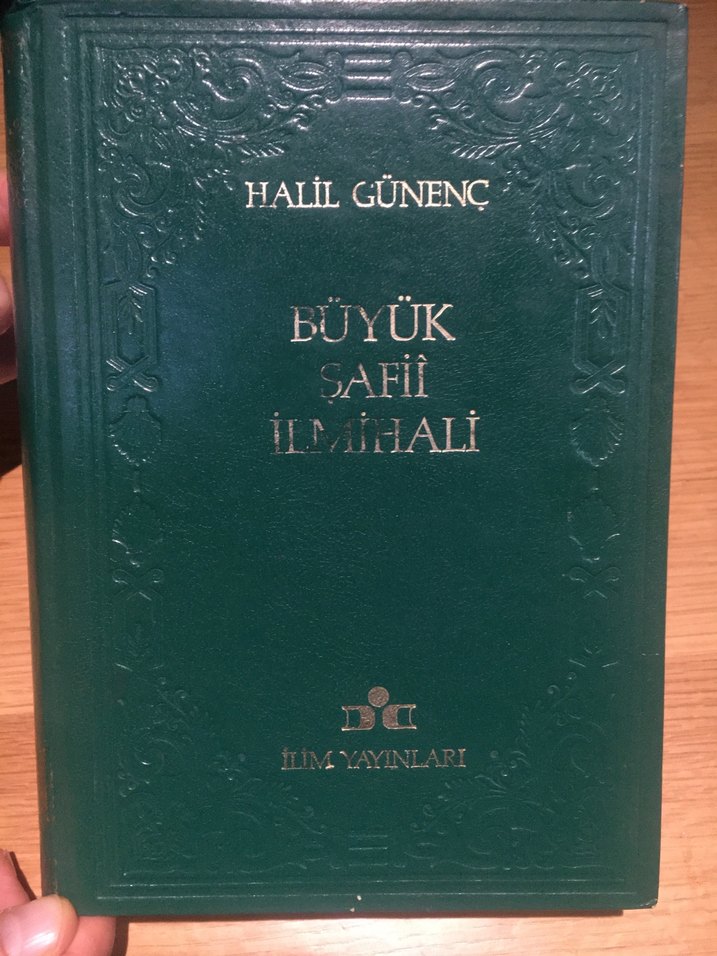 HALİL GÜNENÇ
BÜYÜK
ŞAFİÎ
İLMİHALİ
İLİM YAYINLARI